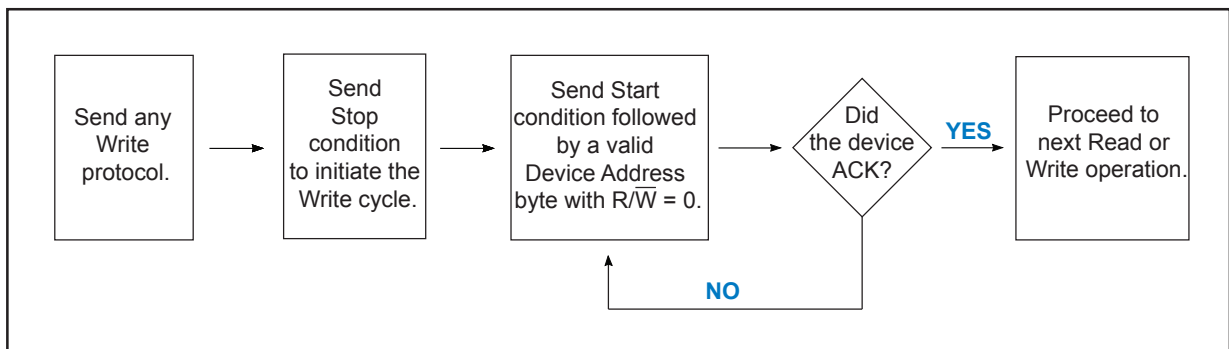 Send any
Write
protocol.
Send
Stop
condition
to initiate the
Write cycle.
Send Start
condition followed
by a valid
Device Address
byte with R/W̅ = 0.
Did
the device
ACK?
YES
Proceed to
next Read or
Write operation.
NO